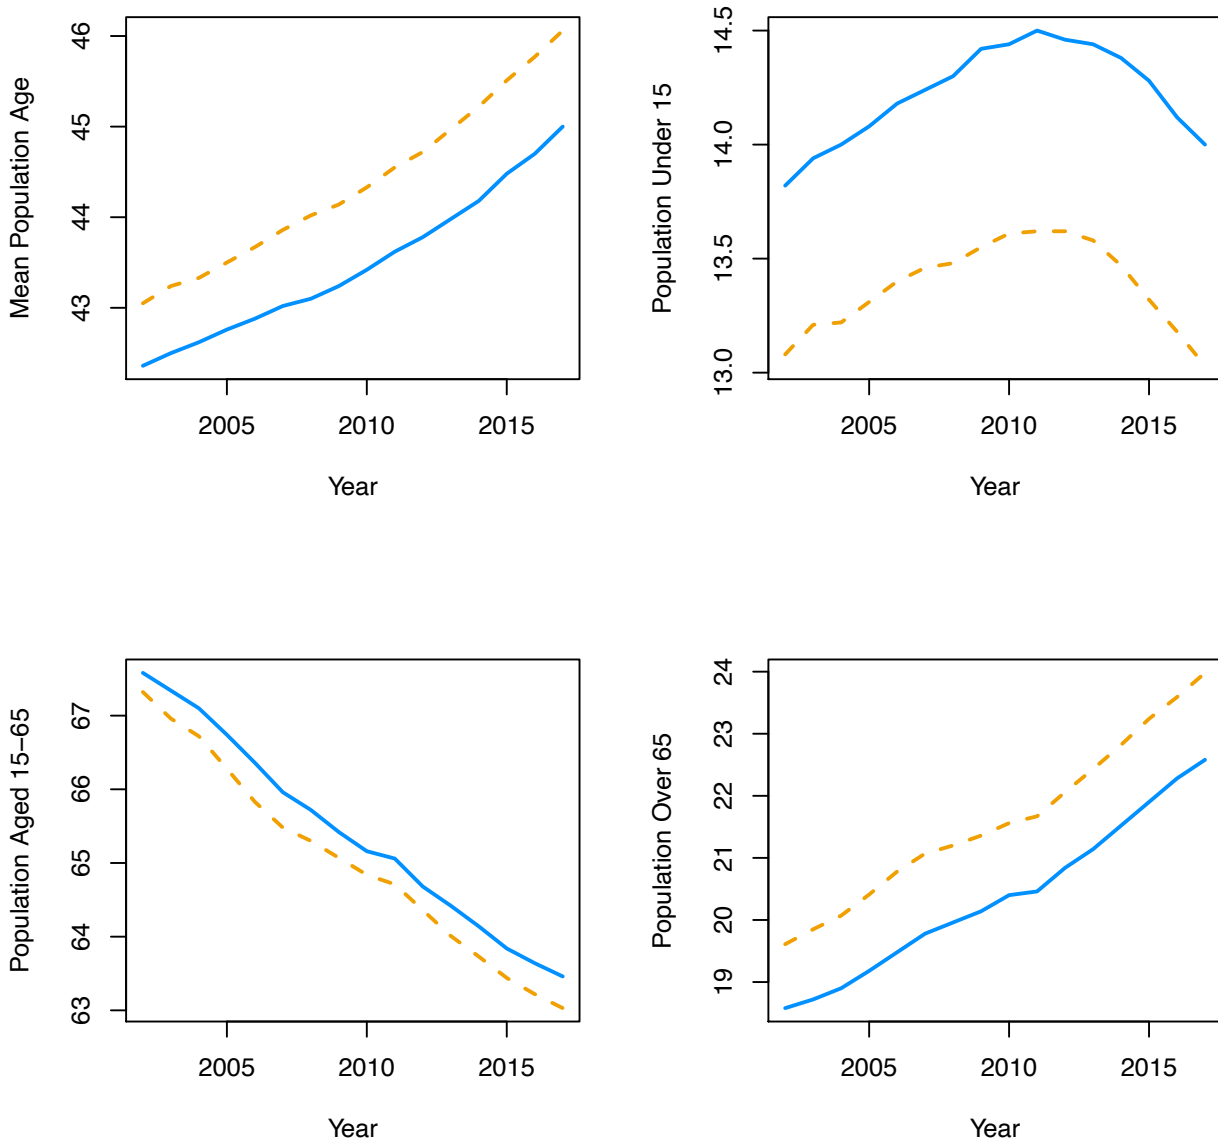 Mean Population Age
43 44 45 46
2005 2010 2015
Year
Population Under 15
13.0 13.5 14.0 14.5
2005 2010 2015
Year
Population Aged 15−65
63 64 65 66 67
2005 2010 2015
Year
Population Over 65
19 20 21 22 23 24
2005 2010 2015
Year